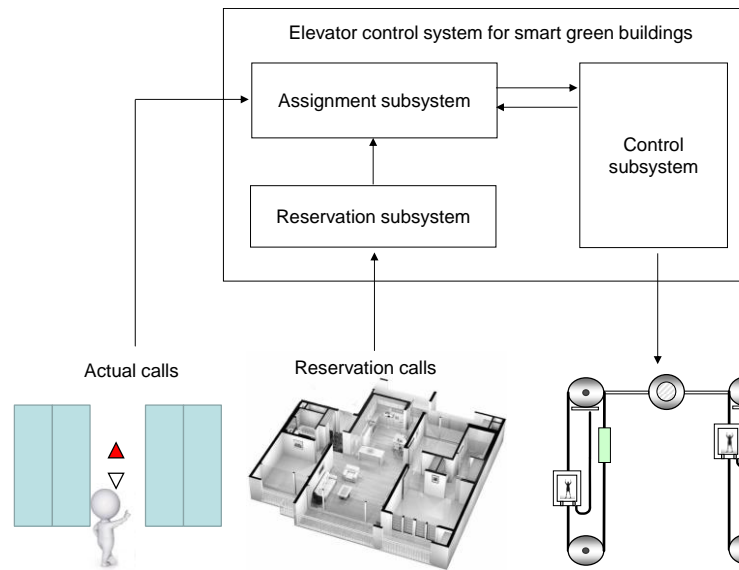 Elevator control system for smart green buildings
Assignment subsystem
Control
subsystem
Reservation subsystem
Actual calls
Reservation calls